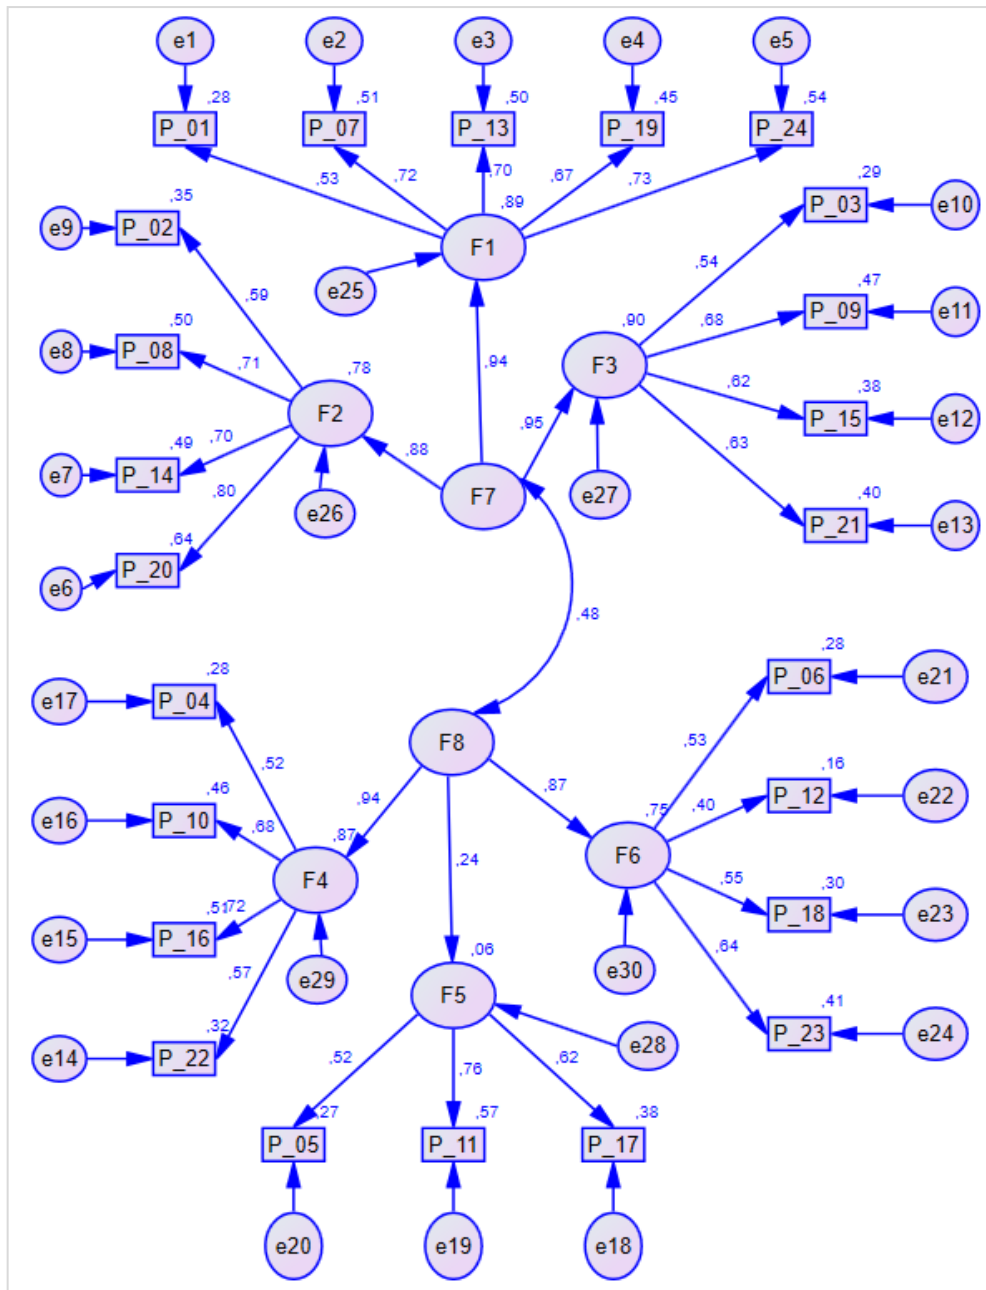 e1 e2 e3 e4 e5
,28 ,51 ,50 ,45 ,54
P_01 P_07 P_13 P_19 P_24
,53 ,72 ,70 ,67 ,73
,89
F1
e25
,35
e9 P_02
,59
,50
e8 P_08
,71
,78
F2
,49 ,70
e7 P_14
,80
,64
e6 P_20
e26
,88
F7
,94
,95
,29
P_03 e10
,54
,47
P_09 e11
,68
,90
F3
,62 ,38
P_15 e12
,63
,40
P_21 e13
e27
,48
F8
,28
e17 P_04
,52
,46
e16 P_10
,68
,94
,87
F4
,51 ,72
e15 P_16
,57
,32
e14 P_22
e29
,24
,06
F5
e28
,52 ,76 ,62
,27 ,57 ,38
P_05 P_11 P_17
e20 e19 e18
,87
,75
F6
e30
,28
P_06 e21
,53
,16
P_12 e22
,40
,55 ,30
P_18 e23
,64
,41
P_23 e24